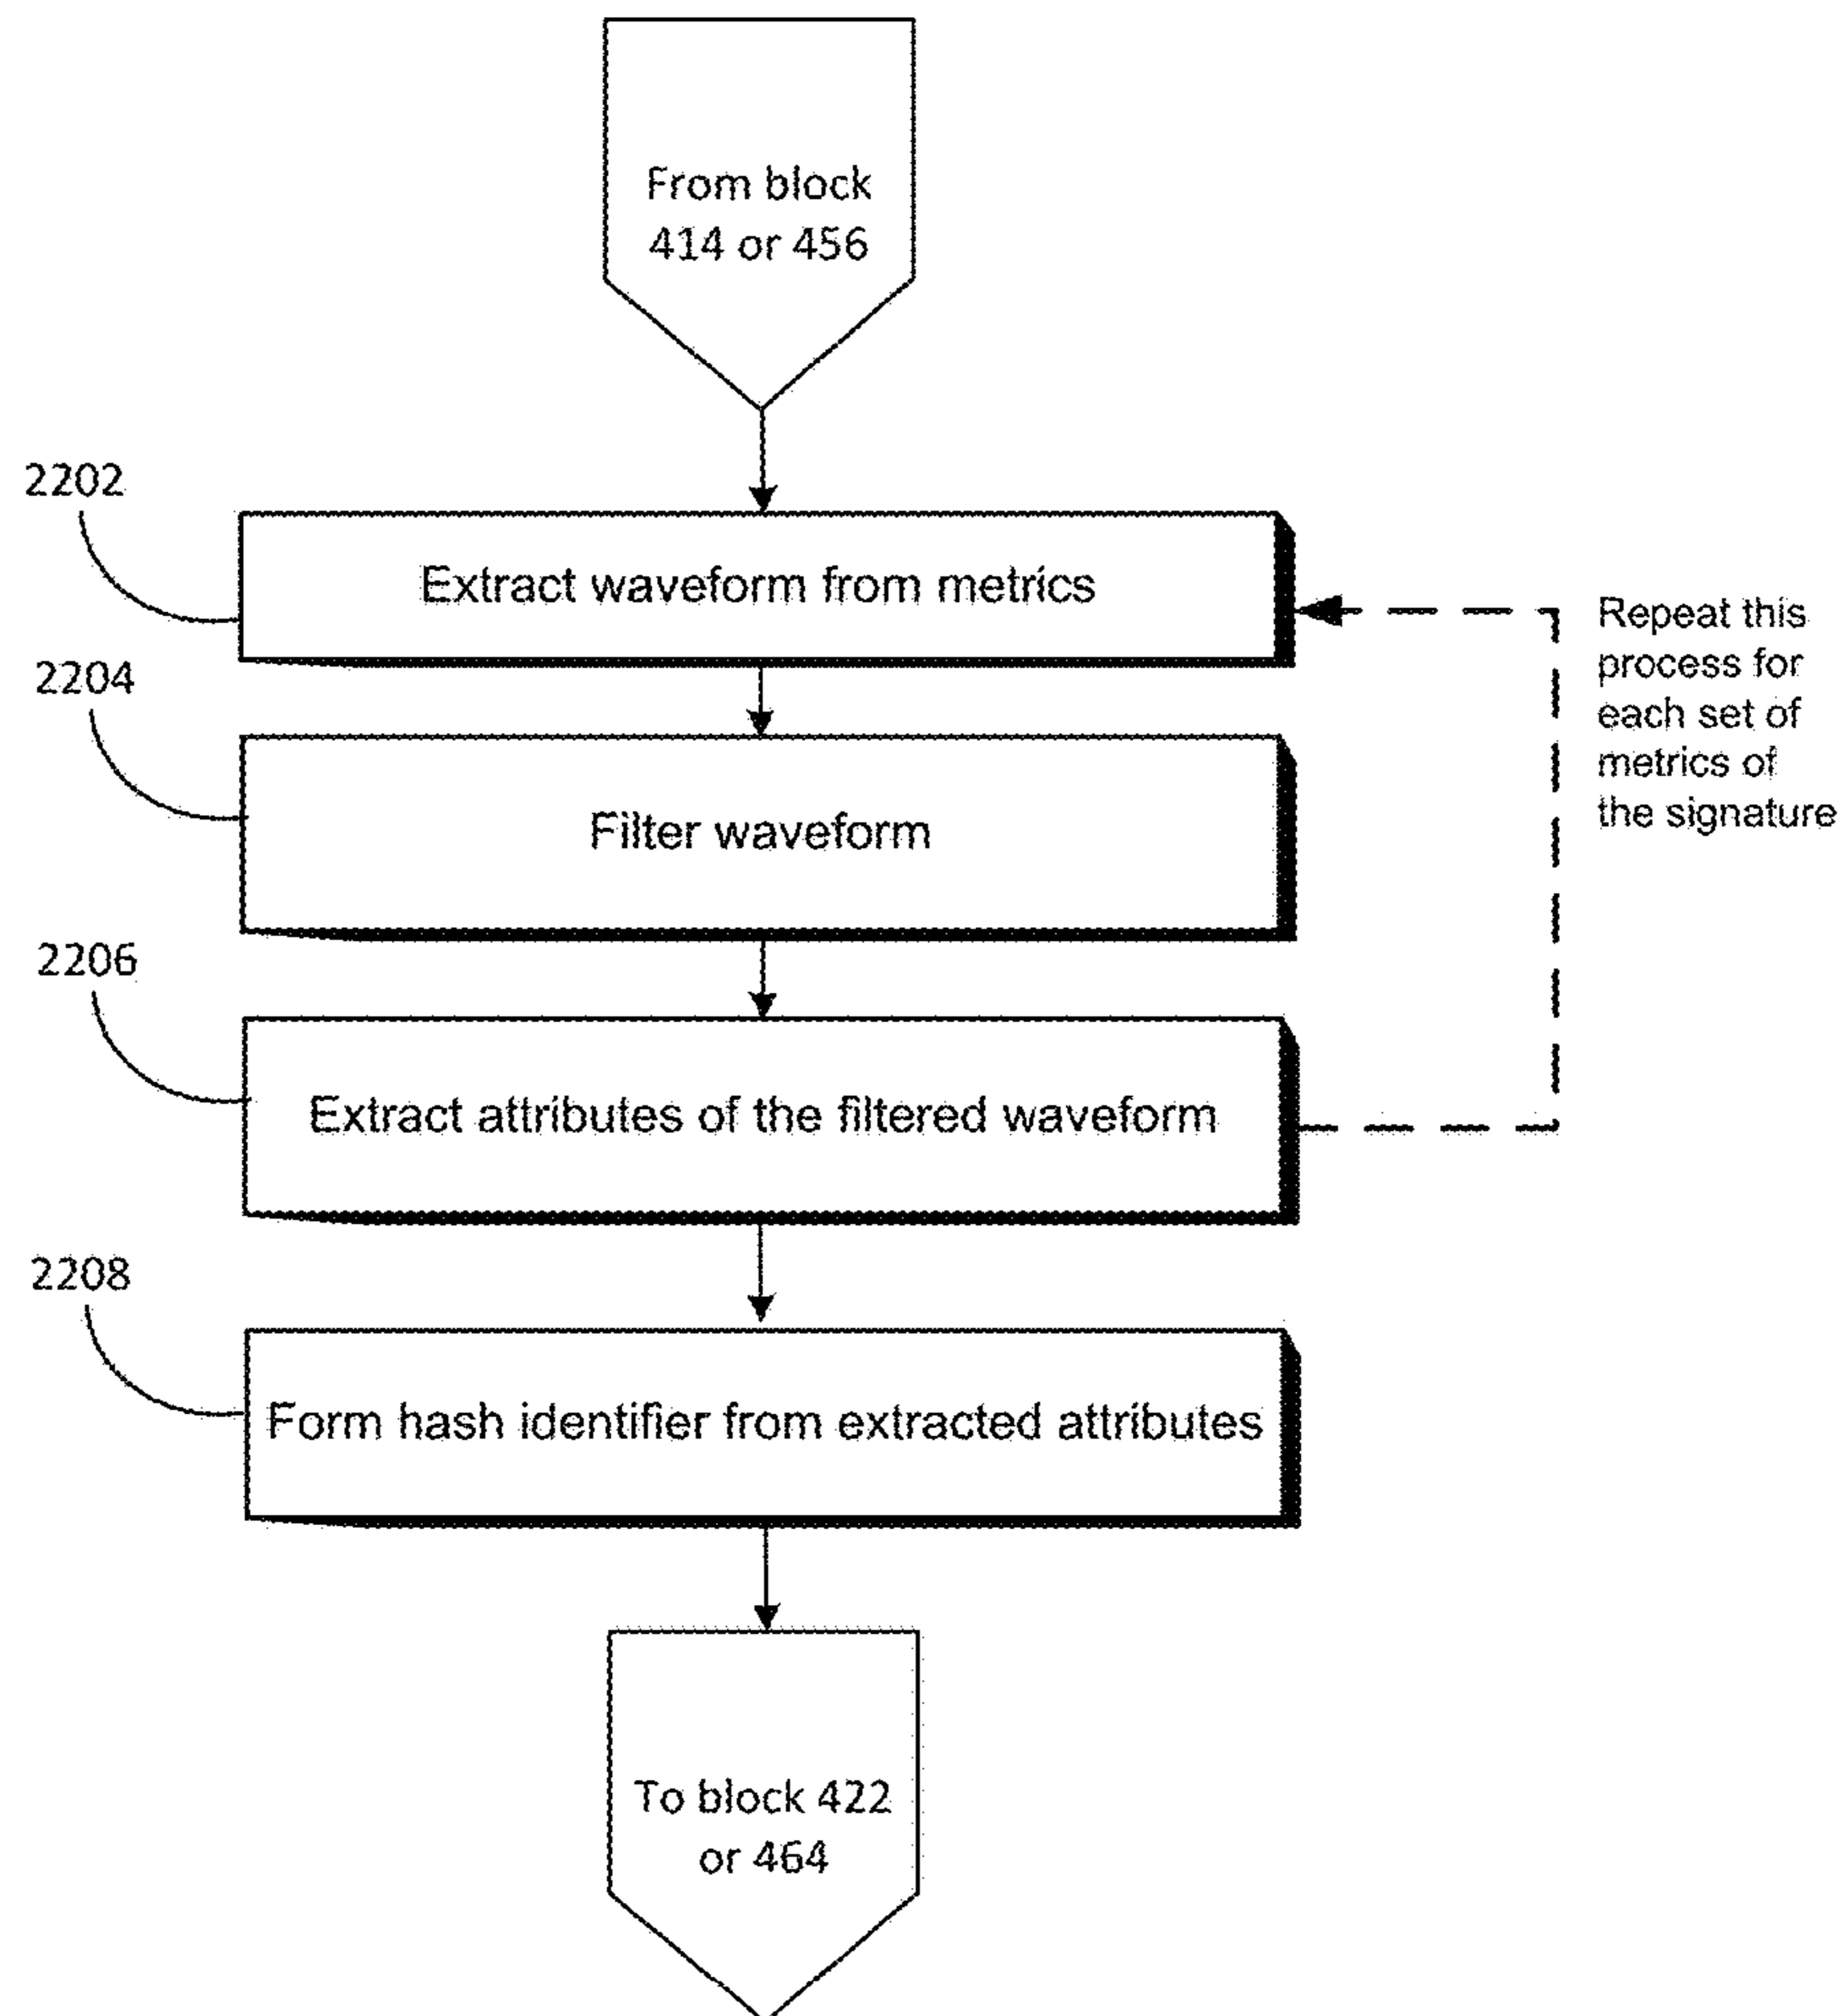 From block
414 or 456
2202
Extract waveform from metrics
Repeat this
process for
each set of
metrics of
the signature
2204
Filter waveform
2206
Extract attributes of the filtered waveform
2208
Form hash identifier from extracted attributes
To block 422
or 464